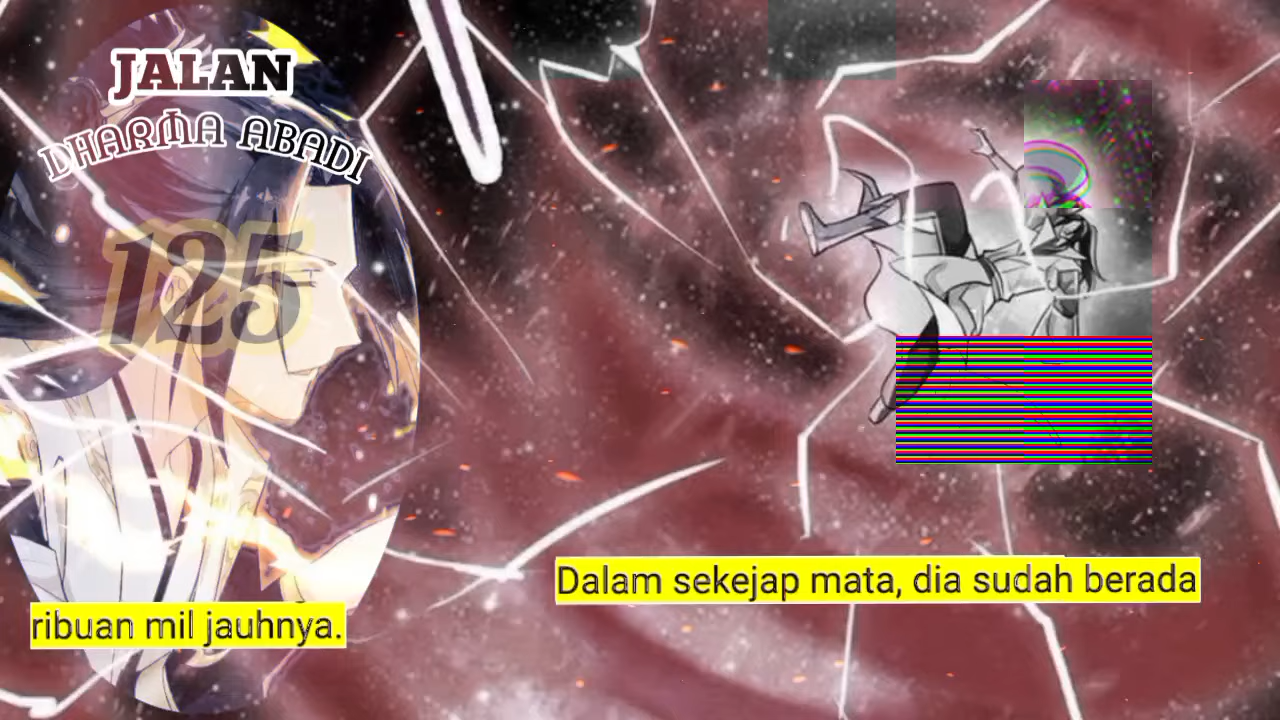 JALAN
DHARMA ABADI
125
Dalam sekejap mata, dia sudah berada
ribuan mil jauhnya.